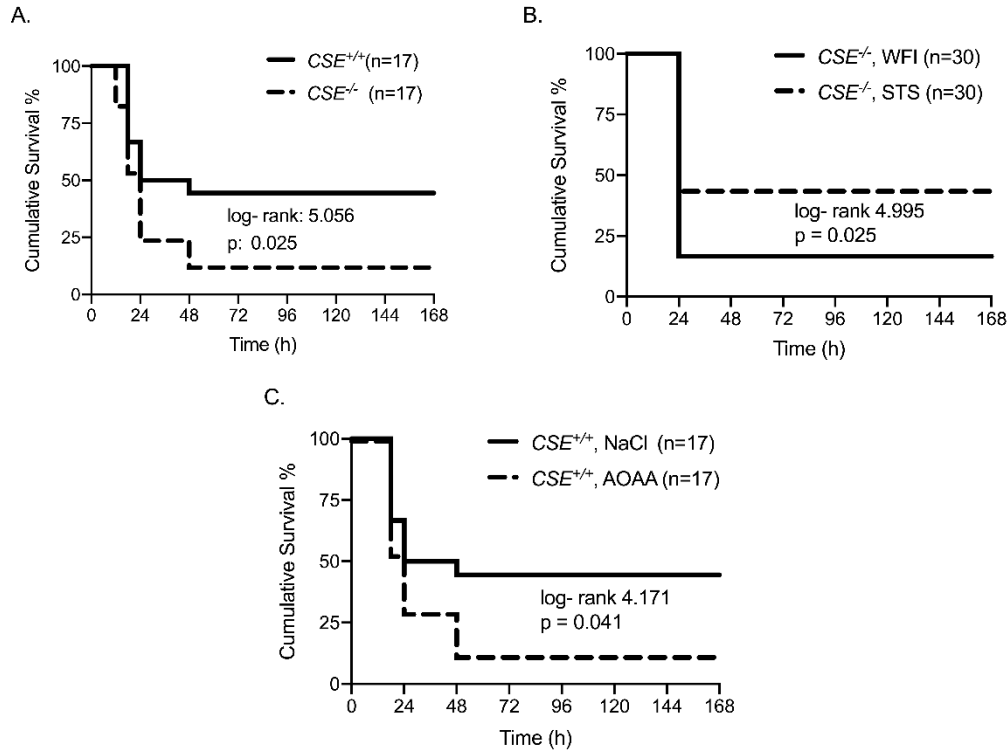 A.
CSE+/+(n=17)
CSE-/- (n=17)
Cumulative Survival %
100
75
50
25
0
log- rank: 5.056
p: 0.025
0 24 48 72 96 120 144 168
Time (h)
B.
CSE-/-, WFI (n=30)
CSE-/-, STS (n=30)
Cumulative Survival %
100
75
50
25
0
log- rank 4.995
p = 0.025
0 24 48 72 96 120 144 168
Time (h)
C.
CSE+/+, NaCl (n=17)
CSE+/+, AOAA (n=17)
Cumulative Survival %
100
75
50
25
0
log- rank 4.171
p = 0.041
0 24 48 72 96 120 144 168
Time (h)